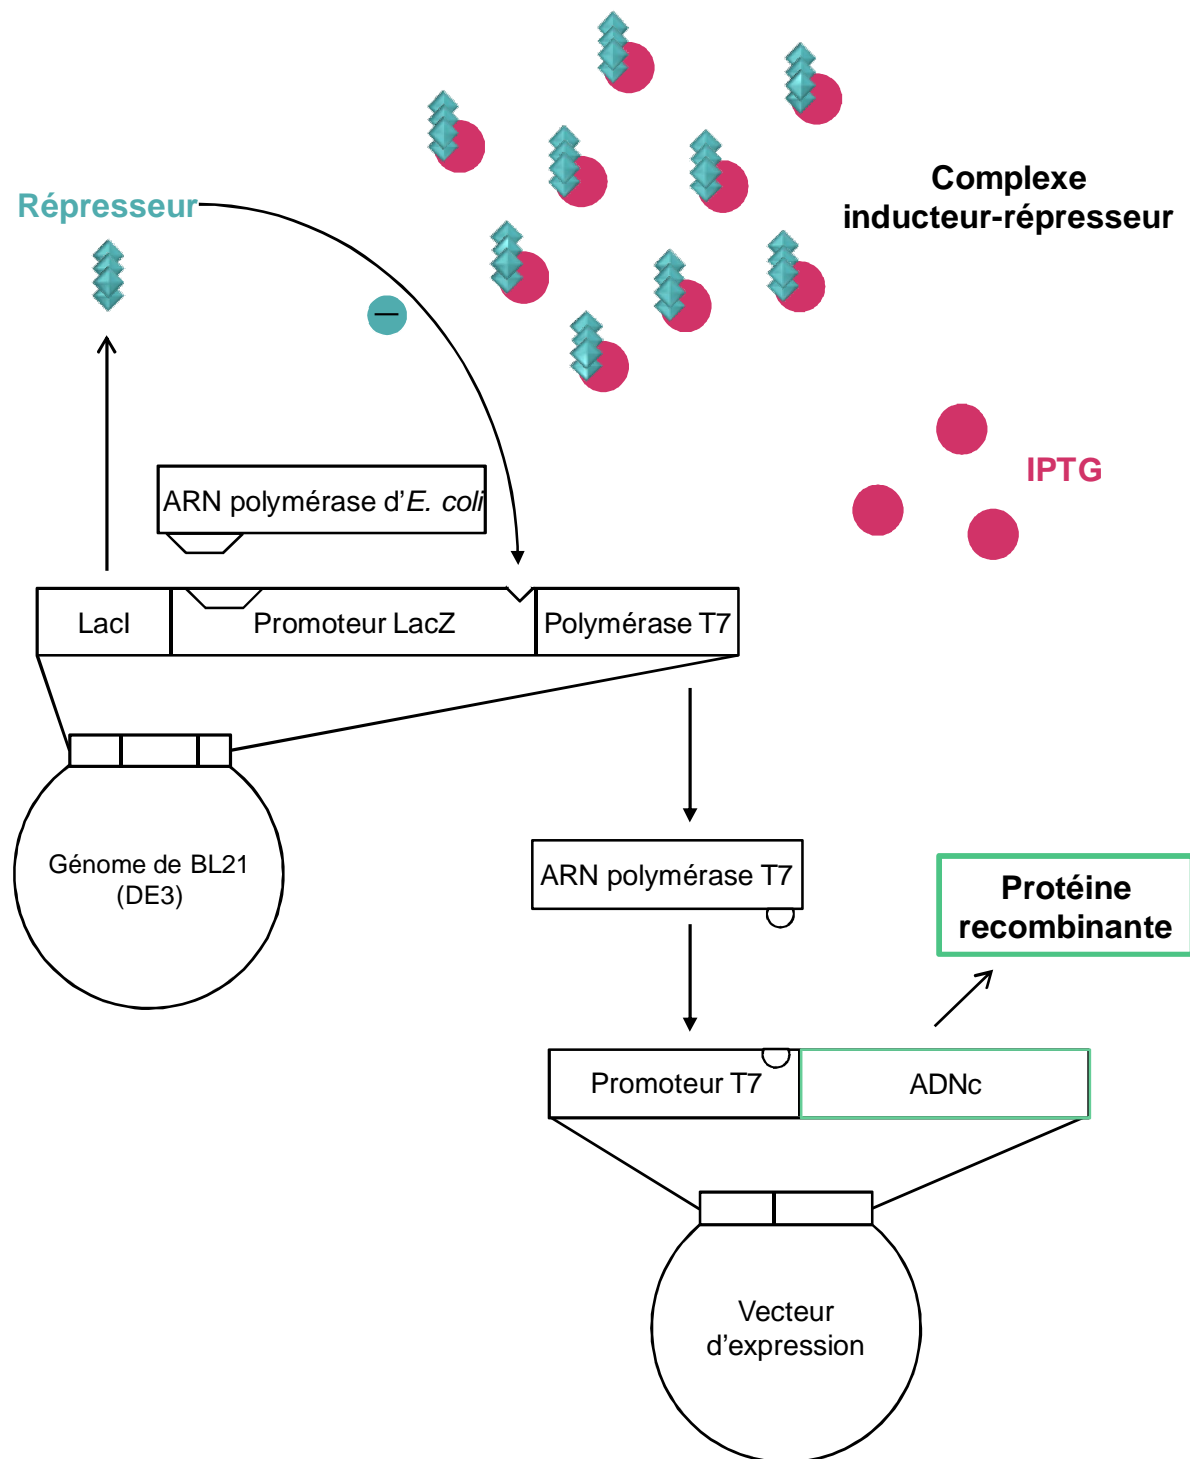 Complexe
inducteur-répresseur
Répresseur
IPTG
ARN polymérase d'E. coli
LacI
Promoteur LacZ
Polymérase T7
Génome de BL21
(DE3)
ARN polymérase T7
Protéine
recombinante
Promoteur T7
ADNc
Vecteur
d'expression